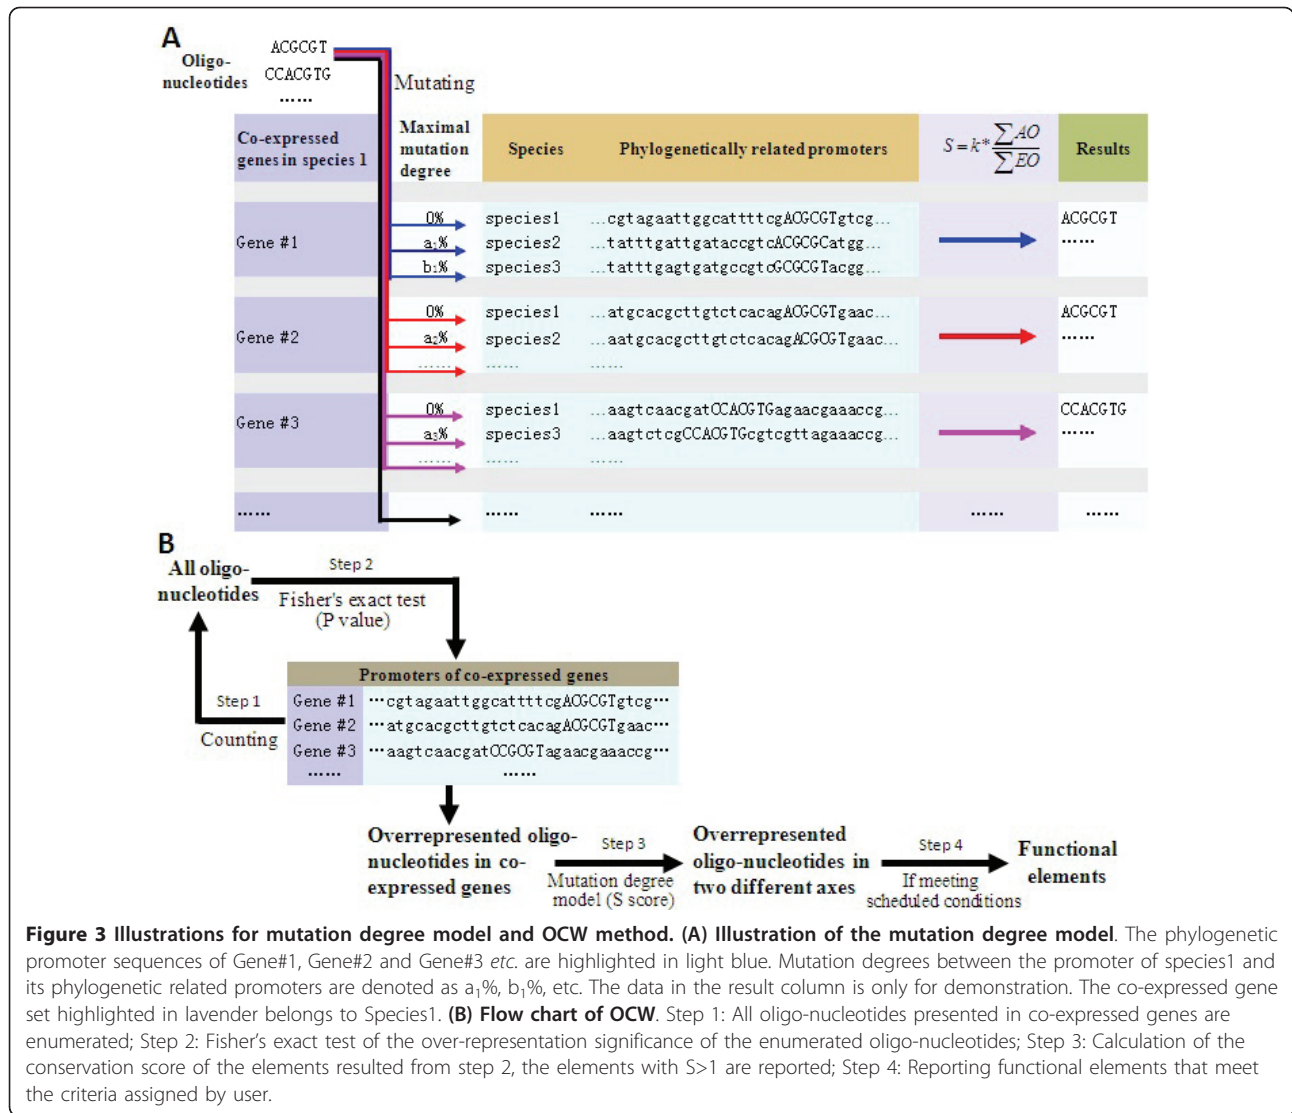 A
Oligo-
nucleotides
ACGCGT
CCACGTG
......
Mutating
Co-expressed
genes in species 1
Maximal
mutation
degree
Species
Phylogenetically related promoters
S = k* ∑AO / ∑EO
Results
Gene #1
0%
species1
...cgtagaattggcattttcgACGCGTgtcg...
ACGCGT
a₁%
species2
...tatttgattgataccgtcACGCGCatgg...
......
b₁%
species3
...tatttgagtgatgccgtcGCGCGTacgg...
Gene #2
0%
species1
...atgcacgcttgtctcacagACGCGTgaac...
ACGCGT
a₂%
species2
...aatgcacgcttgtctcacagACGCGTgaac...
......
......
......
......
Gene #3
0%
species1
...aagtcaacgatCCACGTGagaacgaaaccg...
CCACGTG
a₃%
species3
...aagtctcgCCACGTGcgtcgttagaaaccg...
......
......
......
......
......
......
......
......
......
B
All oligo-
nucleotides
Step 2
Fisher's exact test
(P value)
Step 1
Counting
Promoters of co-expressed genes
Gene #1 ···cgtagaattggcattttcgACGCGTgtcg···
Gene #2 ···atgcacgcttgtctcacagACGCGTgaac···
Gene #3 ···aagtcaacgatCCGCGTagaacgaaaccg···
...... ......
Overrepresented oligo-
nucleotides in co-
expressed genes
Step 3
Mutation degree
model (S score)
Overrepresented
oligo-nucleotides in
two different axes
Step 4
If meeting
scheduled conditions
Functional
elements
Figure 3 Illustrations for mutation degree model and OCW method. (A) Illustration of the mutation degree model. The phylogenetic
promoter sequences of Gene#1, Gene#2 and Gene#3 etc. are highlighted in light blue. Mutation degrees between the promoter of species1 and
its phylogenetic related promoters are denoted as a₁%, b₁%, etc. The data in the result column is only for demonstration. The co-expressed gene
set highlighted in lavender belongs to Species1. (B) Flow chart of OCW. Step 1: All oligo-nucleotides presented in co-expressed genes are
enumerated; Step 2: Fisher's exact test of the over-representation significance of the enumerated oligo-nucleotides; Step 3: Calculation of the
conservation score of the elements resulted from step 2, the elements with S>1 are reported; Step 4: Reporting functional elements that meet
the criteria assigned by user.